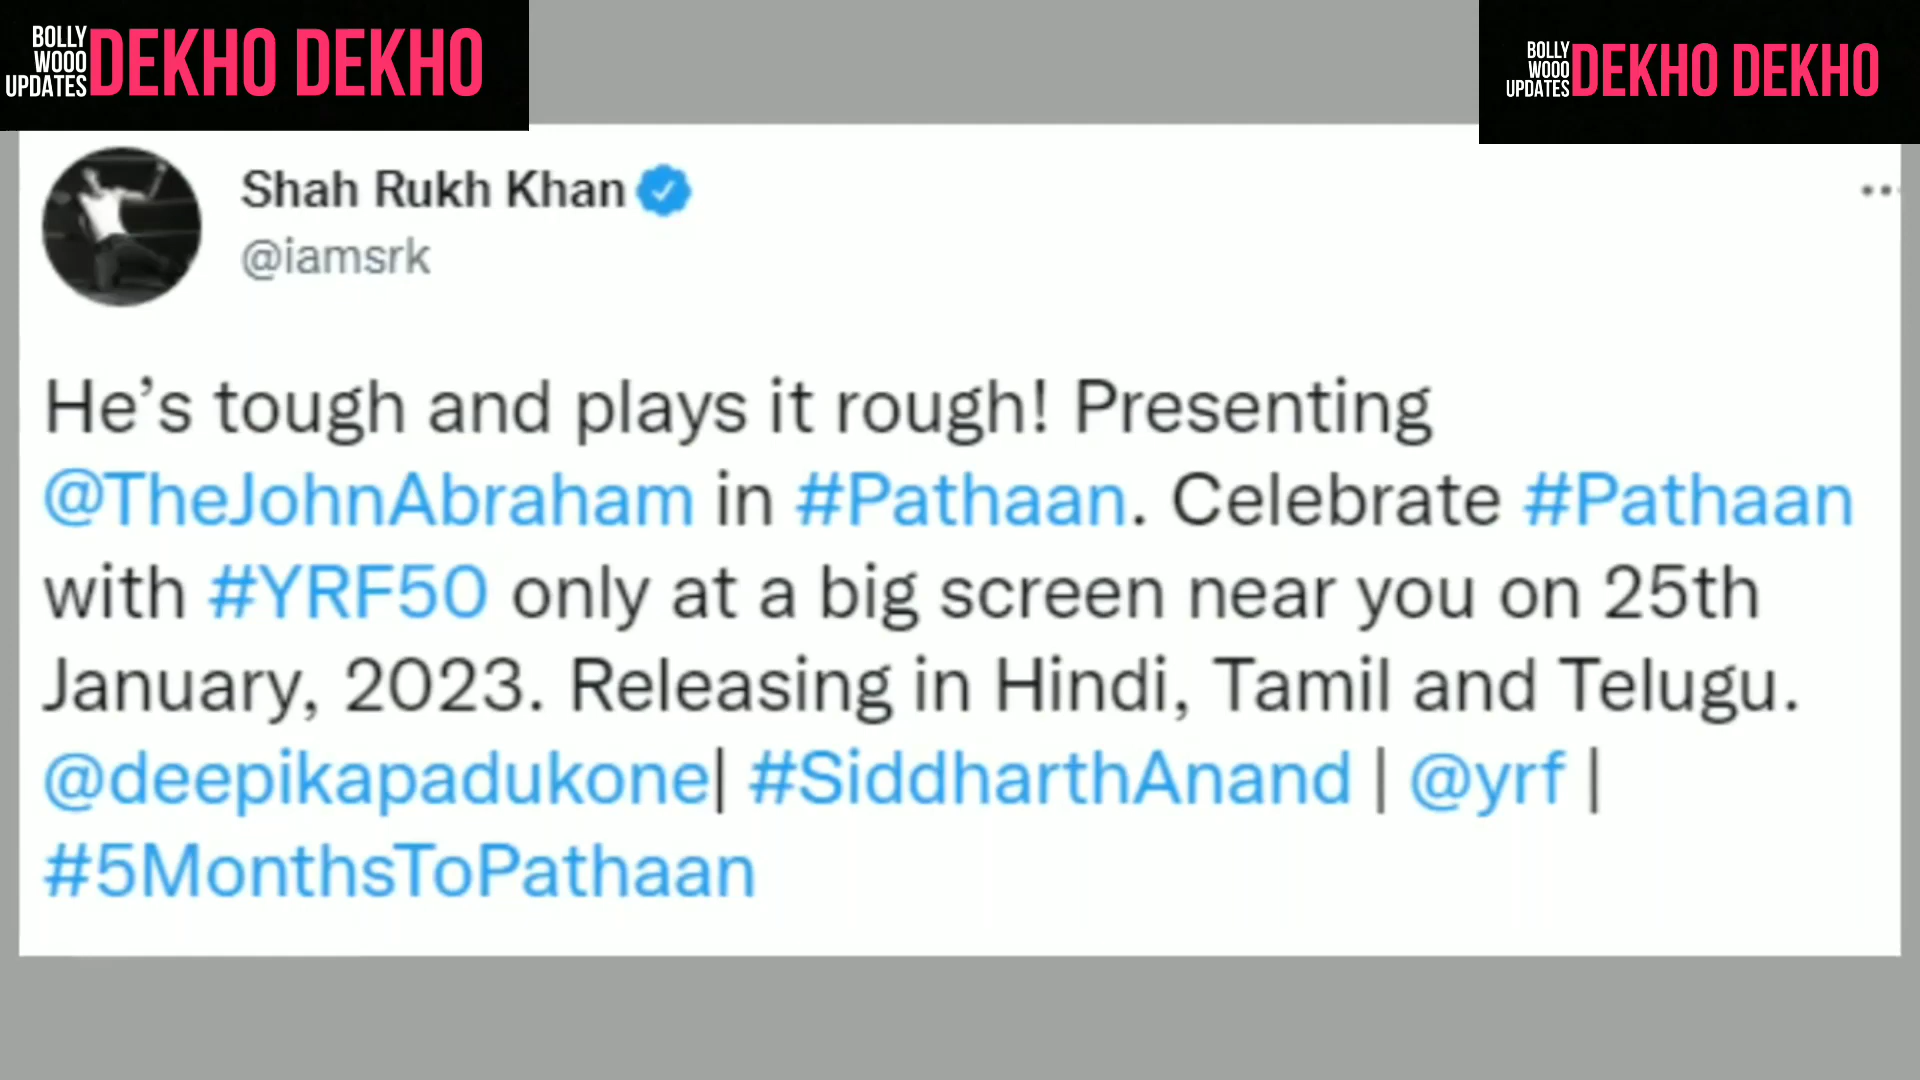 BOLLY
WOOO
UPDATES
DEKHO DEKHO
BOLLY
WOOO
UPDATES
DEKHO DEKHO
Shah Rukh Khan
@iamsrk
He’s tough and plays it rough! Presenting
@TheJohnAbraham in #Pathaan. Celebrate #Pathaan
with #YRF50 only at a big screen near you on 25th
January, 2023. Releasing in Hindi, Tamil and Telugu.
@deepikapadukone| #SiddharthAnand | @yrf |
#5MonthsToPathaan